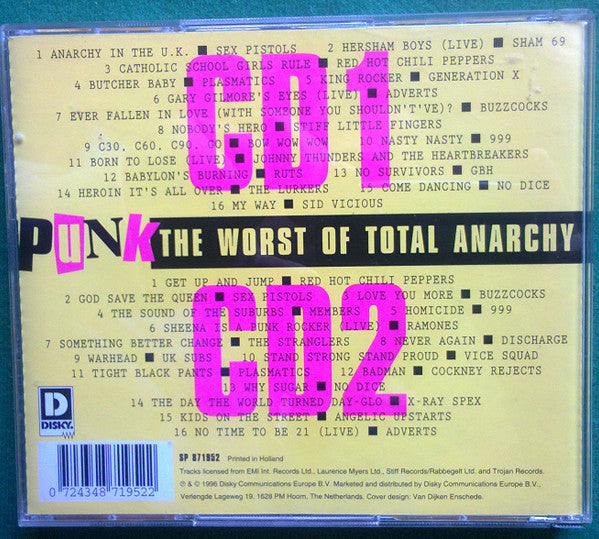 CD1
1 ANARCHY IN THE U.K. ■ SEX PISTOLS 2 HERSHAM BOYS (LIVE) ■ SHAM 69
3 CATHOLIC SCHOOL GIRLS RULE ■ RED HOT CHILI PEPPERS
4 BUTCHER BABY ■ PLASMATICS 5 KING ROCKER ■ GENERATION X
6 GARY GILMORE'S EYES (LIVE) ■ ADVERTS
7 EVER FALLEN IN LOVE (WITH SOMEONE YOU SHOULDN'T'VE)? ■ BUZZCOCKS
8 NOBODY'S HERO ■ STIFF LITTLE FINGERS
9 C30, C60, C90, GO ■ BOW WOW WOW 10 NASTY NASTY ■ 999
11 BORN TO LOSE (LIVE) ■ JOHNNY THUNDERS AND THE HEARTBREAKERS
12 BABYLON'S BURNING ■ RUTS 13 NO SURVIVORS ■ GBH
14 HEROIN IT'S ALL OVER ■ THE LURKERS 15 COME DANCING ■ NO DICE
16 MY WAY ■ SID VICIOUS
PUNK THE WORST OF TOTAL ANARCHY
CD2
1 GET UP AND JUMP ■ RED HOT CHILI PEPPERS
2 GOD SAVE THE QUEEN ■ SEX PISTOLS 3 LOVE YOU MORE ■ BUZZCOCKS
4 THE SOUND OF THE SUBURBS ■ MEMBERS 5 HOMICIDE ■ 999
6 SHEENA IS A PUNK ROCKER (LIVE) ■ RAMONES
7 SOMETHING BETTER CHANGE ■ THE STRANGLERS 8 NEVER AGAIN ■ DISCHARGE
9 WARHEAD ■ UK SUBS 10 STAND STRONG STAND PROUD ■ VICE SQUAD
11 TIGHT BLACK PANTS ■ PLASMATICS 12 BADMAN ■ COCKNEY REJECTS
13 WHY SUGAR ■ NO DICE
14 THE DAY THE WORLD TURNED DAY-GLO ■ X-RAY SPEX
15 KIDS ON THE STREET ■ ANGELIC UPSTARTS
16 NO TIME TO BE 21 (LIVE) ■ ADVERTS
D
DISKY.
0 724348 719522
SP 871952 Printed in Holland
Tracks licensed from EMI Int. Records Ltd., Laurence Myers Ltd., Stiff Records/Rabbegelt Ltd. and Trojan Records.
℗ & © 1996 Disky Communications Europe B.V. Marketed and distributed by Disky Communications Europe B.V.,
Verlengde Lageweg 19, 1628 PM Hoorn, The Netherlands. Cover design: Van Dijken Enschede.